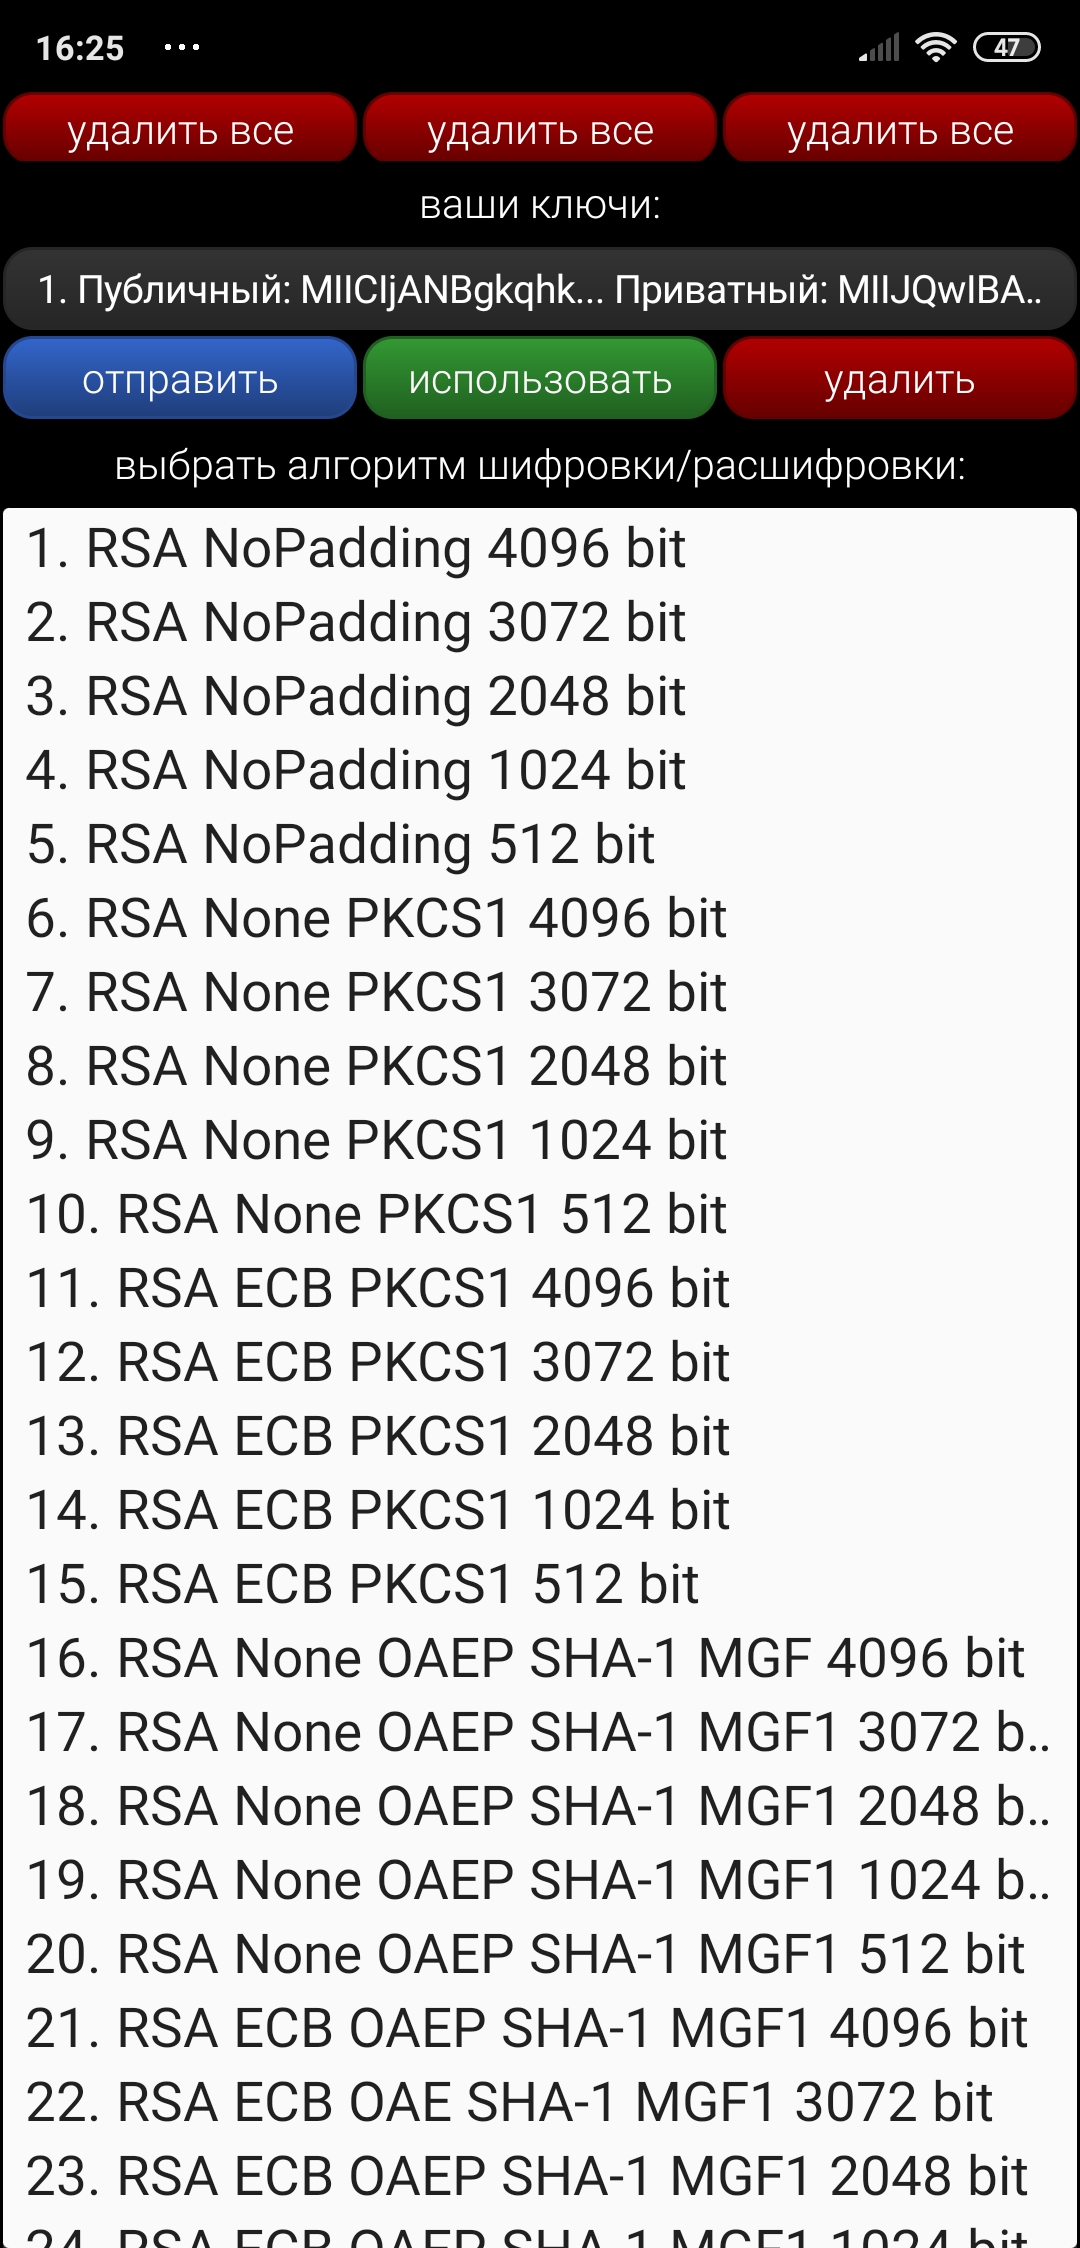 16:25 ... 47
удалить все удалить все удалить все
ваши ключи:
1. Публичный: MIICIjANBgkqhk... Приватный: MIIJQwIBA..
отправить использовать удалить
выбрать алгоритм шифровки/расшифровки:
1. RSA NoPadding 4096 bit
2. RSA NoPadding 3072 bit
3. RSA NoPadding 2048 bit
4. RSA NoPadding 1024 bit
5. RSA NoPadding 512 bit
6. RSA None PKCS1 4096 bit
7. RSA None PKCS1 3072 bit
8. RSA None PKCS1 2048 bit
9. RSA None PKCS1 1024 bit
10. RSA None PKCS1 512 bit
11. RSA ECB PKCS1 4096 bit
12. RSA ECB PKCS1 3072 bit
13. RSA ECB PKCS1 2048 bit
14. RSA ECB PKCS1 1024 bit
15. RSA ECB PKCS1 512 bit
16. RSA None OAEP SHA-1 MGF 4096 bit
17. RSA None OAEP SHA-1 MGF1 3072 b..
18. RSA None OAEP SHA-1 MGF1 2048 b..
19. RSA None OAEP SHA-1 MGF1 1024 b..
20. RSA None OAEP SHA-1 MGF1 512 bit
21. RSA ECB OAEP SHA-1 MGF1 4096 bit
22. RSA ECB OAE SHA-1 MGF1 3072 bit
23. RSA ECB OAEP SHA-1 MGF1 2048 bit
24. RSA ECB OAEP SHA-1 MGF1 1024 bit